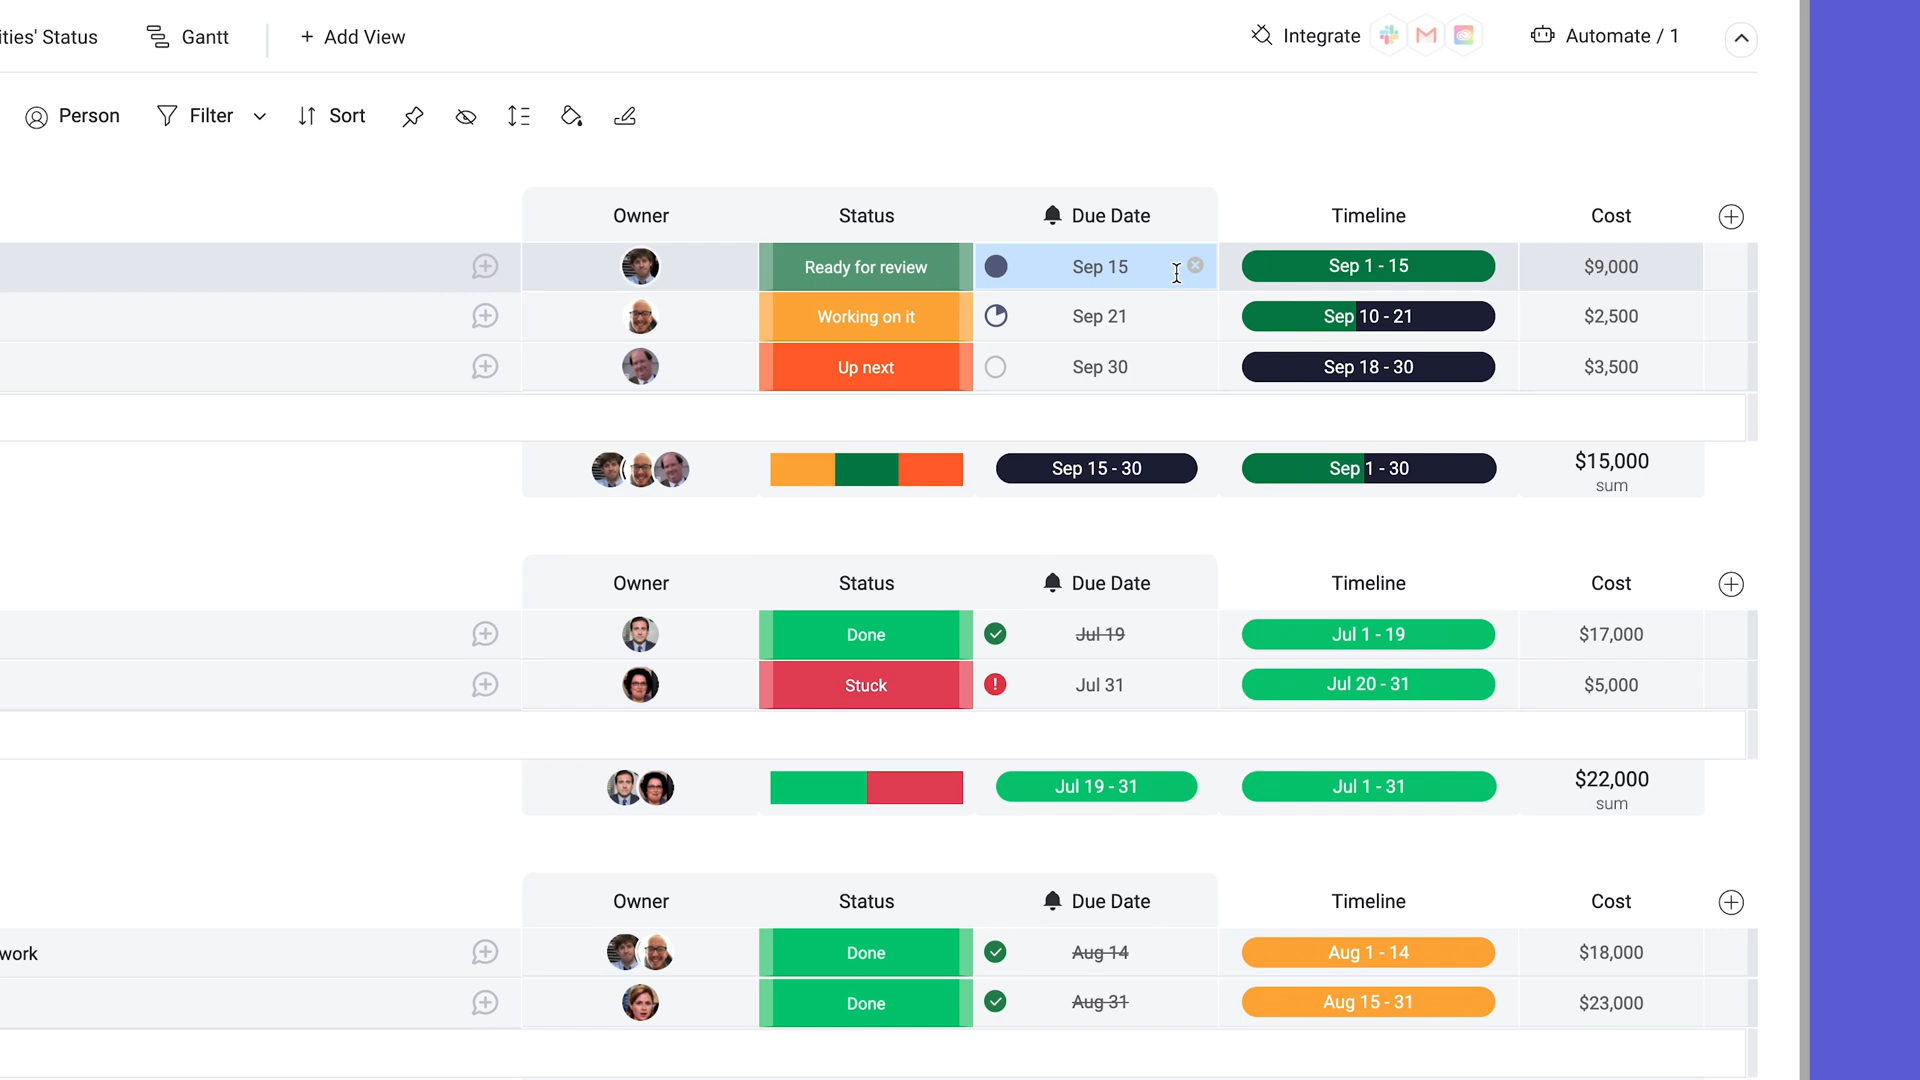 ities' Status
Gantt
+ Add View
Integrate
Automate / 1
Person
Filter
Sort
Owner Status Due Date Timeline Cost
Ready for review Sep 15 Sep 1 - 15 $9,000
Working on it Sep 21 Sep 10 - 21 $2,500
Up next Sep 30 Sep 18 - 30 $3,500
Sep 15 - 30 Sep 1 - 30 $15,000
sum
Owner Status Due Date Timeline Cost
Done Jul 19 Jul 1 - 19 $17,000
Stuck Jul 31 Jul 20 - 31 $5,000
Jul 19 - 31 Jul 1 - 31 $22,000
sum
Owner Status Due Date Timeline Cost
work Done Aug 14 Aug 1 - 14 $18,000
Done Aug 31 Aug 15 - 31 $23,000